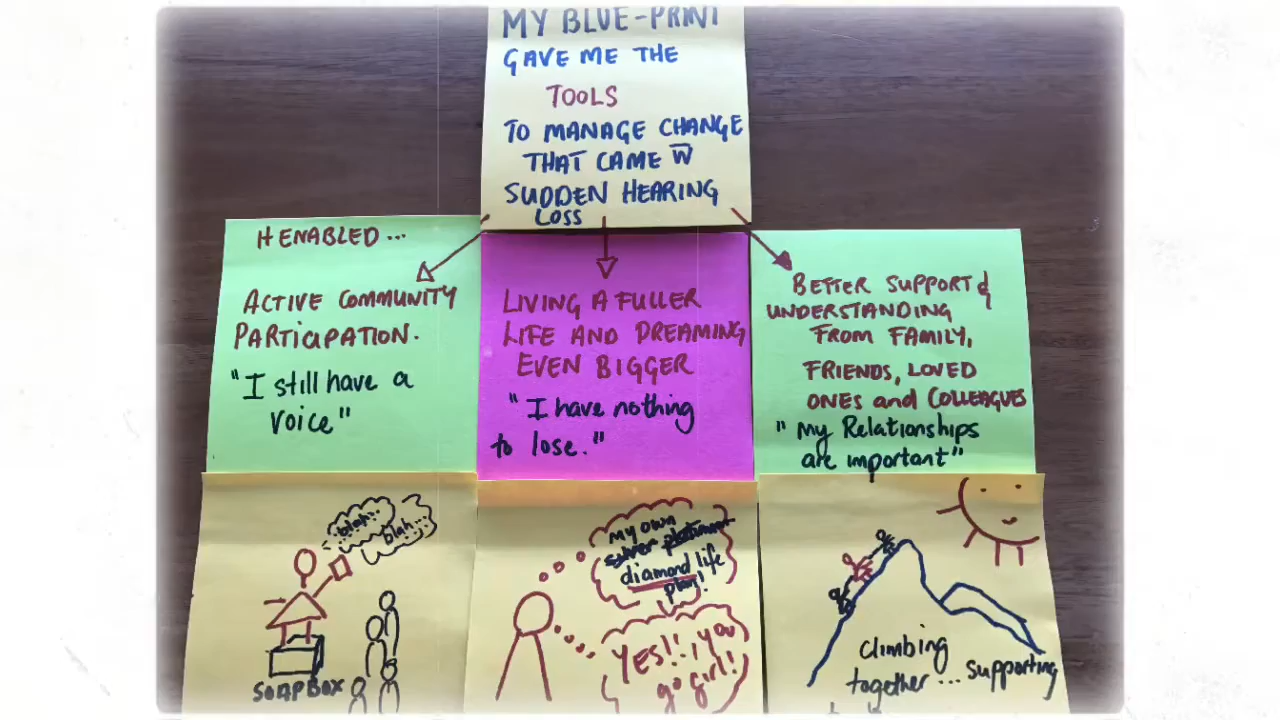 MY BLUE-PRINT
GAVE ME THE
TOOLS
TO MANAGE CHANGE
THAT CAME W
SUDDEN HEARING
LOSS
It ENABLED...
ACTIVE COMMUNITY
PARTICIPATION.
"I still have a
voice"
LIVING A FULLER
LIFE AND DREAMING
EVEN BIGGER
"I have nothing
to lose."
BETTER SUPPORT &
UNDERSTANDING
FROM FAMILY,
FRIENDS, LOVED
ONES and COLLEAGUES
"My Relationships
are important"
blah...
blah...
SOAPBOX
My own
silver platinum
diamond life
plan!
YES!! you
go girl!
climbing
together... supporting